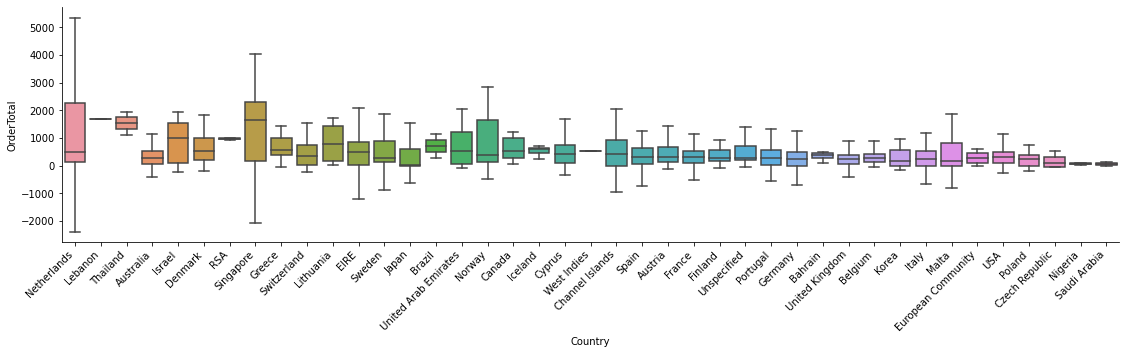 5000
4000
3000
2000
1000
0
−1000
−2000
OrderTotal
Netherlands
Lebanon
Thailand
Australia
Israel
Denmark
RSA
Singapore
Greece
Switzerland
Lithuania
EIRE
Sweden
Japan
Brazil
United Arab Emirates
Norway
Canada
Iceland
Cyprus
West Indies
Channel Islands
Spain
Austria
France
Finland
Unspecified
Portugal
Germany
Bahrain
United Kingdom
Belgium
Korea
Italy
Malta
European Community
USA
Poland
Czech Republic
Nigeria
Saudi Arabia
Country